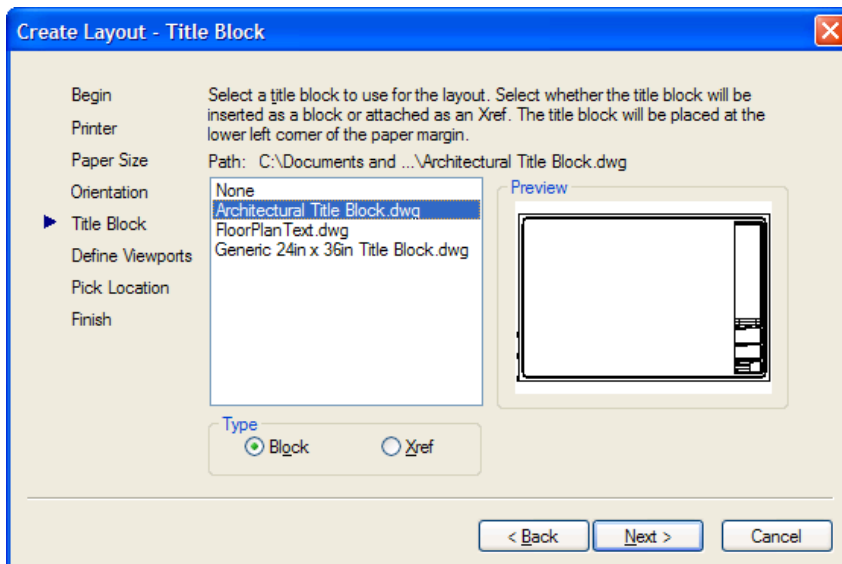 Create Layout - Title Block
Begin
Printer
Paper Size
Orientation
Title Block
Define Viewports
Pick Location
Finish
Select a title block to use for the layout. Select whether the title block will be
inserted as a block or attached as an Xref. The title block will be placed at the
lower left corner of the paper margin.
Path: C:\Documents and ...\Architectural Title Block.dwg
None
Architectural Title Block.dwg
FloorPlanText.dwg
Generic 24in x 36in Title Block.dwg
Preview
Type
Block
Xref
< Back
Next >
Cancel